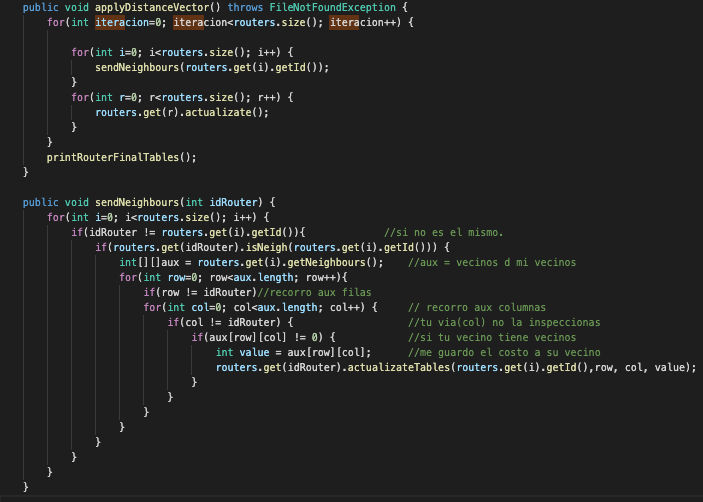 public void applyDistanceVector() throws FileNotFoundException {
for(int iteracion=0; iteracion<routers.size(); iteracion++) {
for(int i=0; i<routers.size(); i++) {
sendNeighbours(routers.get(i).getId());
}
for(int r=0; r<routers.size(); r++) {
routers.get(r).actualizate();
}
}
printRouterFinalTables();
}
public void sendNeighbours(int idRouter) {
for(int i=0; i<routers.size(); i++) {
if(idRouter != routers.get(i).getId()){ //si no es el mismo.
if(routers.get(idRouter).isNeigh(routers.get(i).getId())) {
int[][]aux = routers.get(i).getNeighbours(); //aux = vecinos d mi vecinos
for(int row=0; row<aux.length; row++){
if(row != idRouter)//recorro aux filas
for(int col=0; col<aux.length; col++) { // recorro aux columnas
if(col != idRouter) { //tu via(col) no la inspeccionas
if(aux[row][col] != 0) { //si tu vecino tiene vecinos
int value = aux[row][col]; //me guardo el costo a su vecino
routers.get(idRouter).actualizateTables(routers.get(i).getId(),row, col, value);
}
}
}
}
}
}
}
}